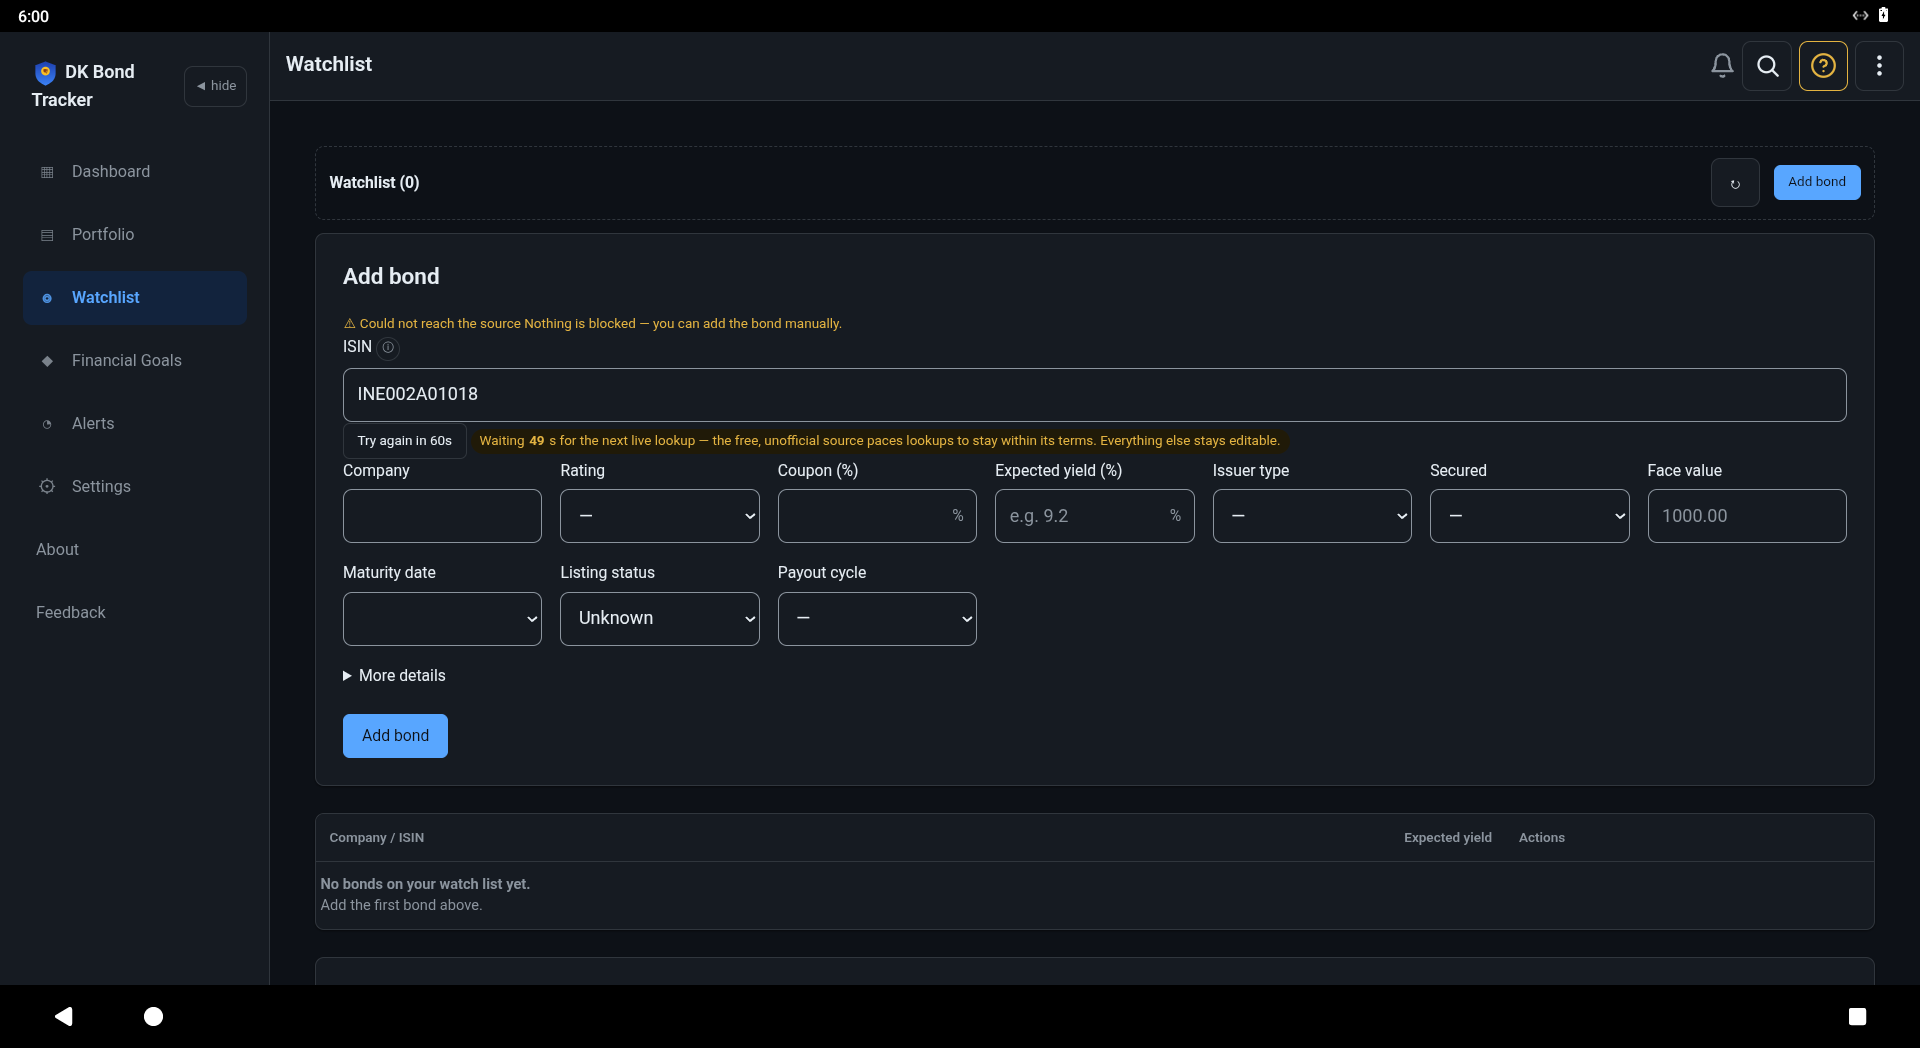 6:00
DK Bond
Tracker
◄ hide
Dashboard
Portfolio
Watchlist
Financial Goals
Alerts
Settings
About
Feedback
Watchlist
Watchlist (0)
Add bond
Add bond
⚠ Could not reach the source Nothing is blocked — you can add the bond manually.
ISIN ⓘ
INE002A01018
Try again in 60s
Waiting 49 s for the next live lookup — the free, unofficial source paces lookups to stay within its terms. Everything else stays editable.
Company Rating Coupon (%) Expected yield (%) Issuer type Secured Face value
— % e.g. 9.2 % — — 1000.00
Maturity date Listing status Payout cycle
Unknown —
▶ More details
Add bond
Company / ISIN Expected yield Actions
No bonds on your watch list yet.
Add the first bond above.